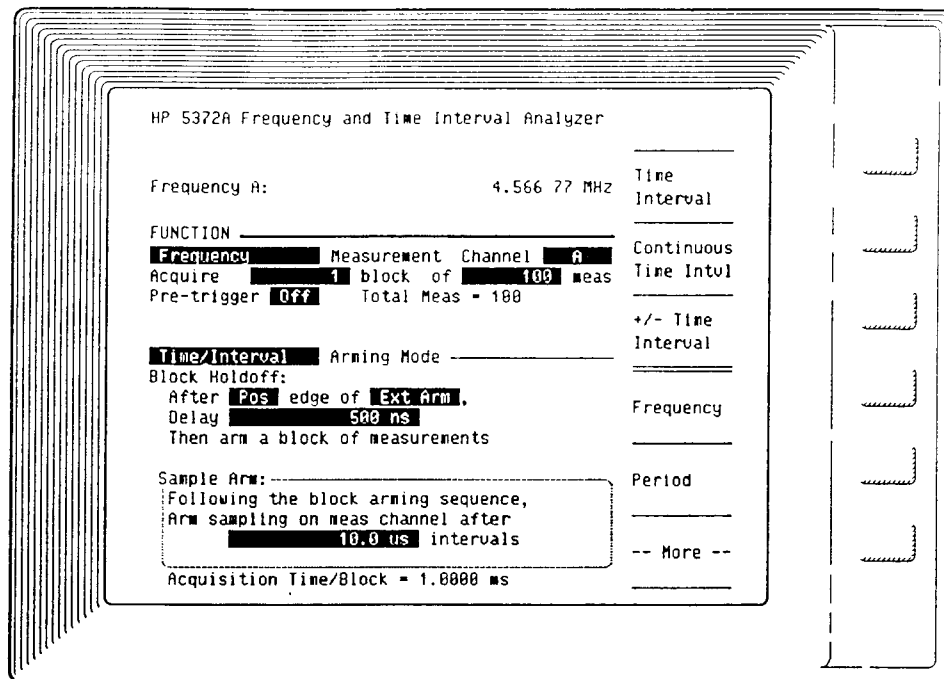 HP 5372A Frequency and Time Interval Analyzer
Frequency A: 4.566 77 MHz
FUNCTION
Frequency Measurement Channel A
Acquire 1 block of 100 meas
Pre-trigger Off Total Meas = 100
Time/Interval Arming Mode
Block Holdoff:
After Pos edge of Ext Arm,
Delay 500 ns
Then arm a block of measurements
Sample Arm:
Following the block arming sequence,
Arm sampling on meas channel after
10.0 us intervals
Acquisition Time/Block = 1.0000 ms
Time
Interval
Continuous
Time Intvl
+/- Time
Interval
Frequency
Period
-- More --